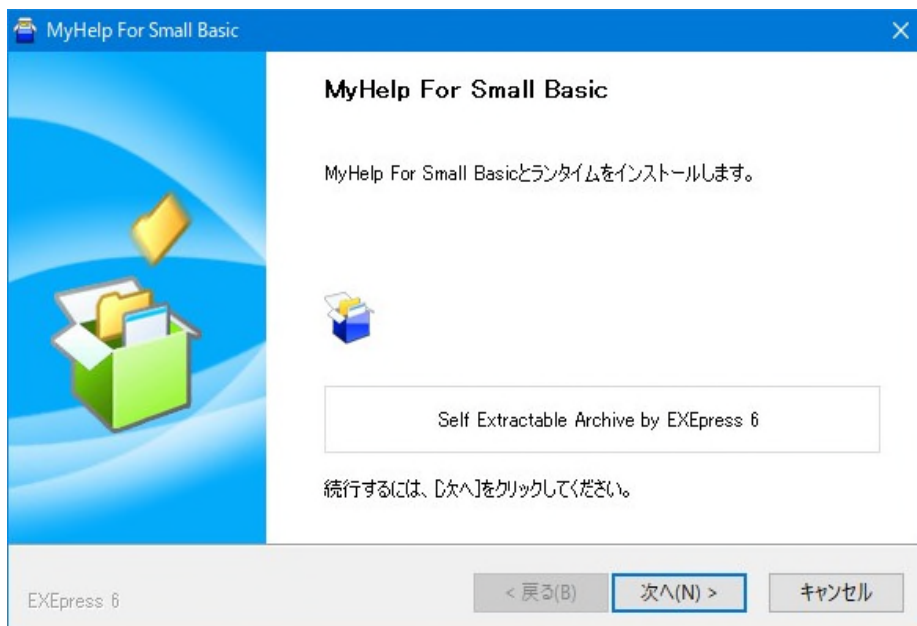 MyHelp For Small Basic
MyHelp For Small Basic
MyHelp For Small Basicとランタイムをインストールします。
Self Extractable Archive by EXEpress 6
続行するには、[次へ]をクリックしてください。
EXEpress 6
< 戻る(B)
次へ(N) >
キャンセル